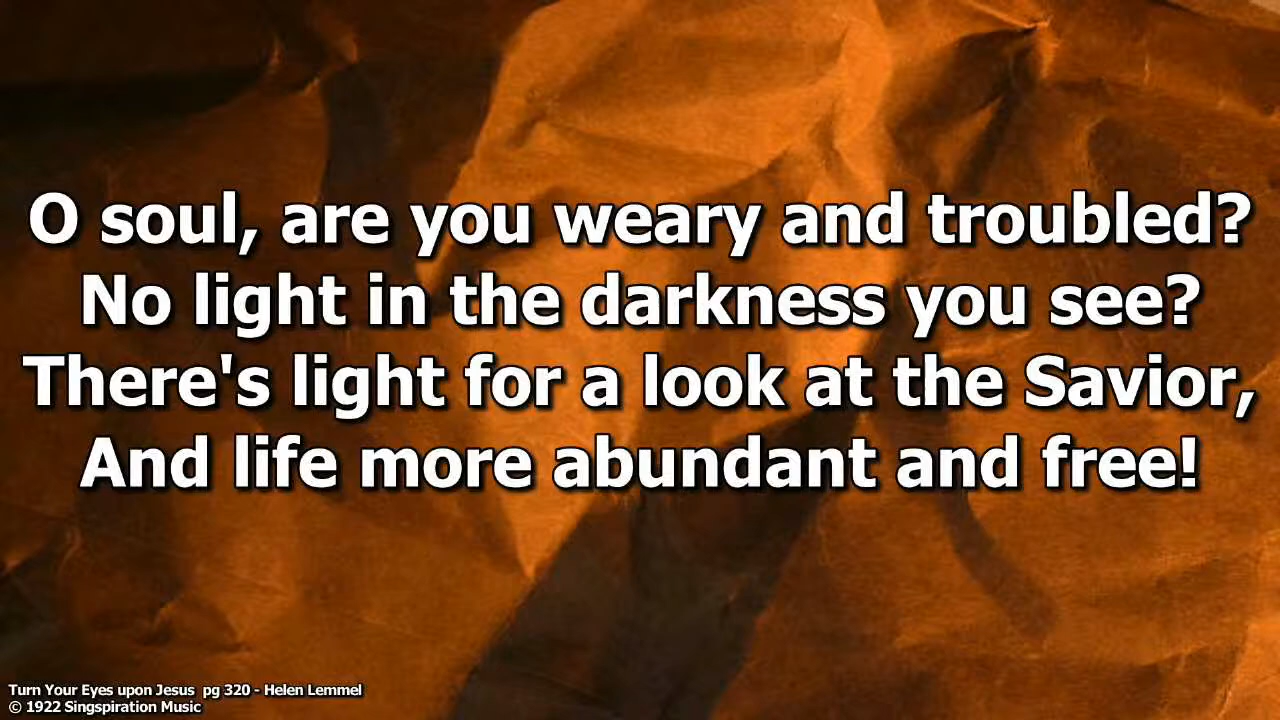 O soul, are you weary and troubled?
No light in the darkness you see?
There's light for a look at the Savior,
And life more abundant and free!
Turn Your Eyes upon Jesus  pg 320 - Helen Lemmel
© 1922 Singspiration Music